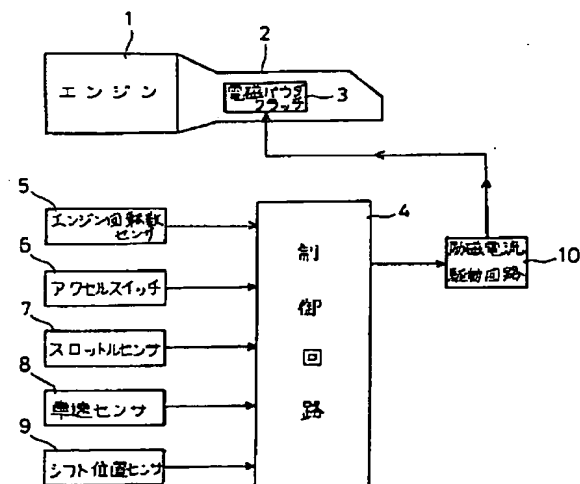 1
2
エンジン
電磁パウダ
クラッチ
3
5
エンジン回転数
センサ
4
6
アクセルスイッチ
制御回路
励磁電流
駆動回路
10
7
スロットルセンサ
8
車速センサ
9
シフト位置センサ